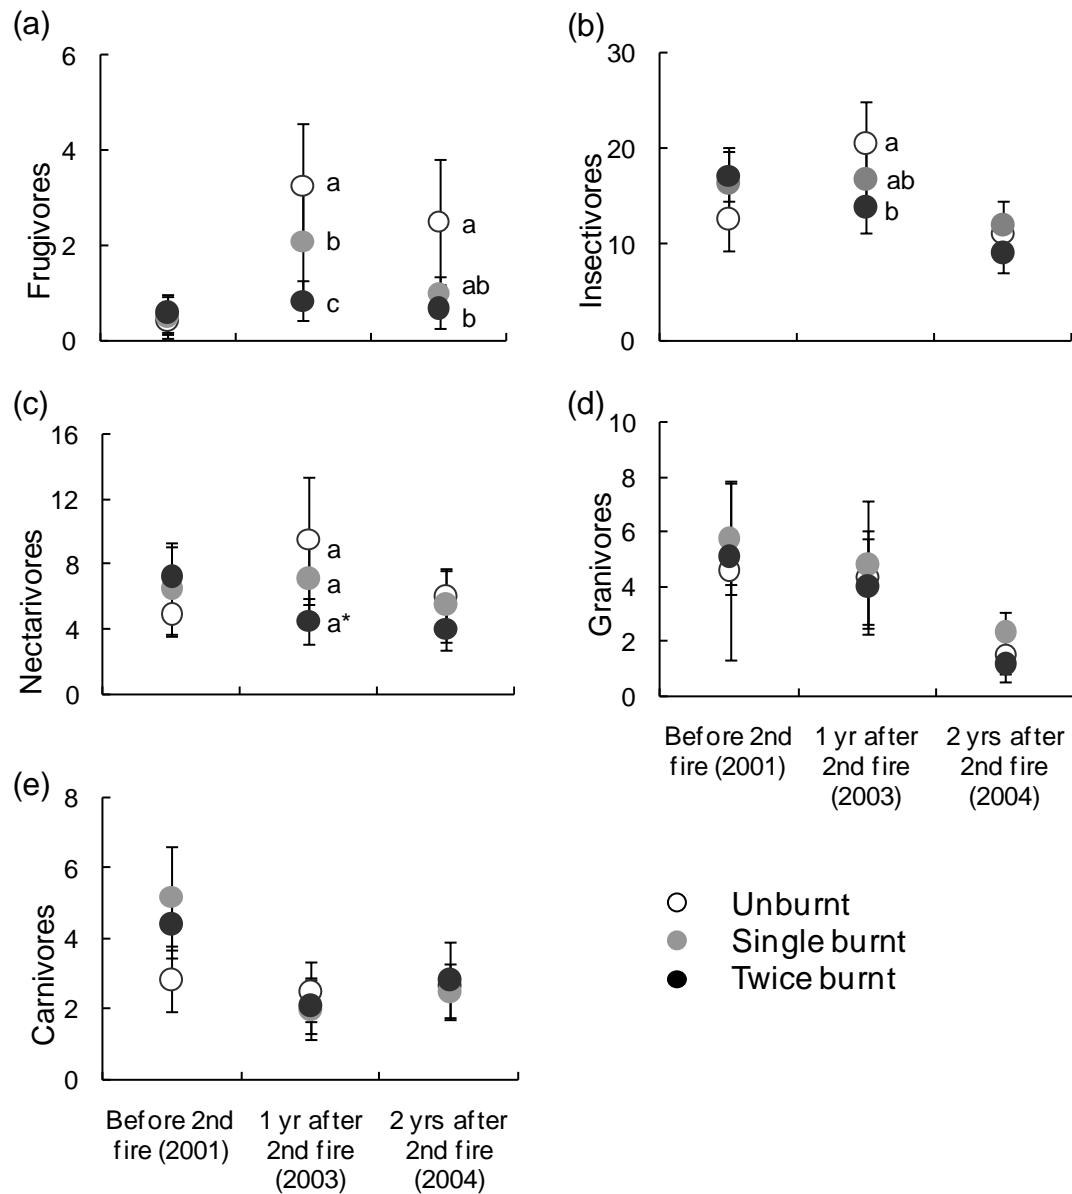 (a)
6
4
2
0
Frugivores
a
b
c
a
ab
b
(b)
30
20
10
0
Insectivores
a
ab
b
(c)
16
12
8
4
0
Nectarivores
a
a
a*
(d)
10
8
6
4
2
0
Granivores
Before 2nd
fire (2001)
1 yr after
2nd fire
(2003)
2 yrs after
2nd fire
(2004)
(e)
8
6
4
2
0
Carnivores
Before 2nd
fire (2001)
1 yr after
2nd fire
(2003)
2 yrs after
2nd fire
(2004)
Unburnt
Single burnt
Twice burnt